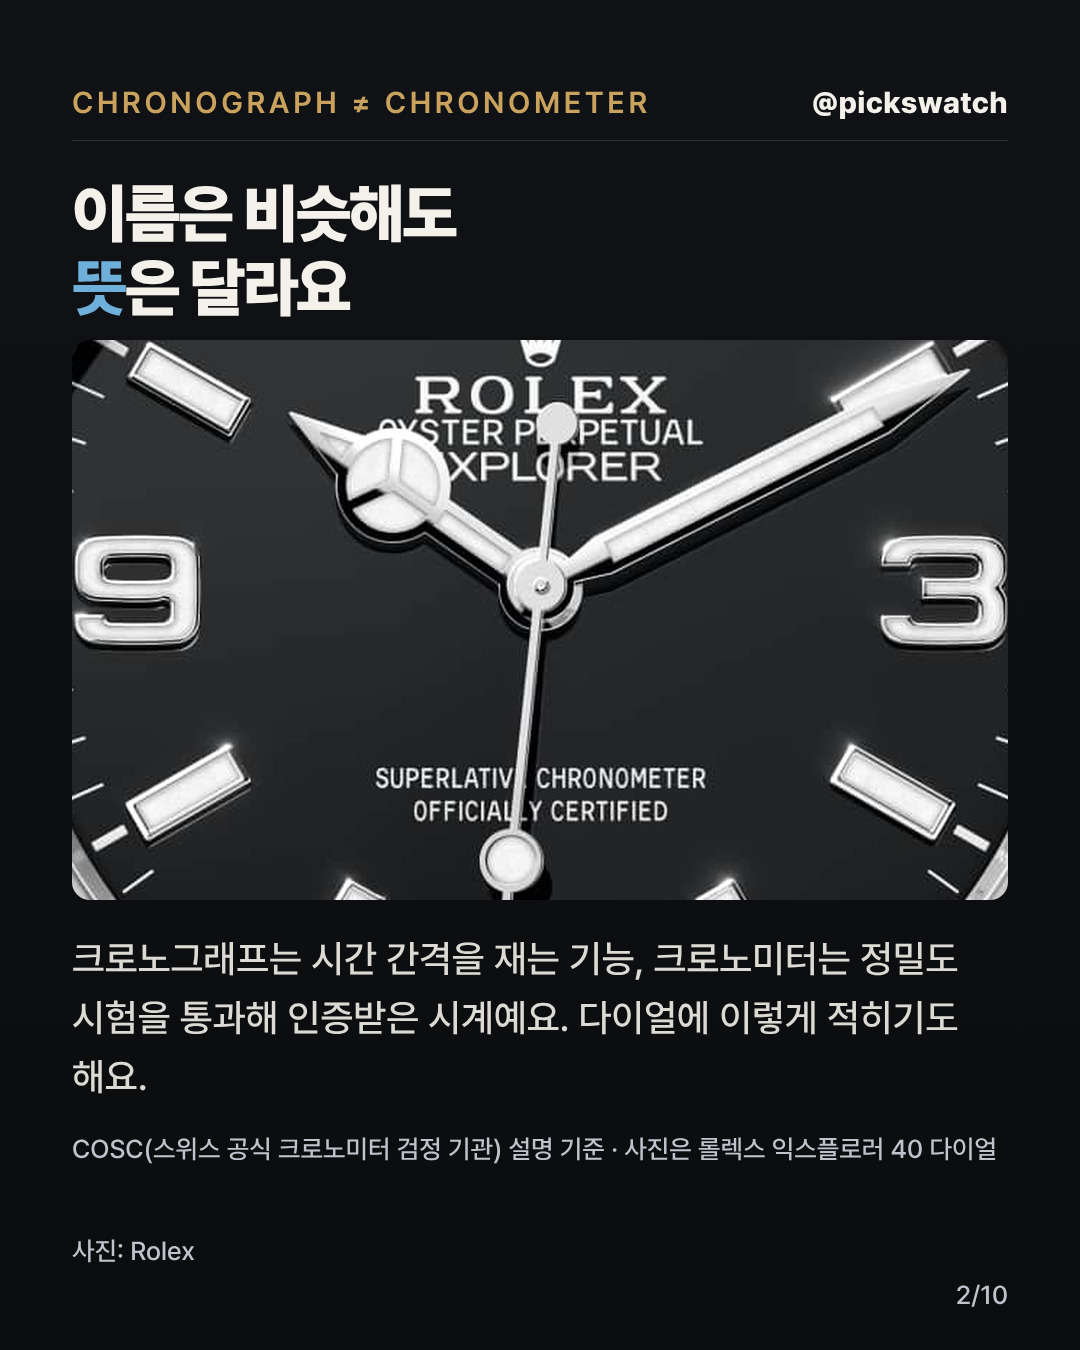 CHRONOGRAPH ≠ CHRONOMETER
@pickswatch
이름은 비슷해도
뜻은 달라요
ROLEX
OYSTER PERPETUAL
EXPLORER
9
3
SUPERLATIVE CHRONOMETER
OFFICIALLY CERTIFIED
크로노그래프는 시간 간격을 재는 기능, 크로노미터는 정밀도
시험을 통과해 인증받은 시계예요. 다이얼에 이렇게 적히기도
해요.
COSC(스위스 공식 크로노미터 검정 기관) 설명 기준 · 사진은 롤렉스 익스플로러 40 다이얼
사진: Rolex
2/10